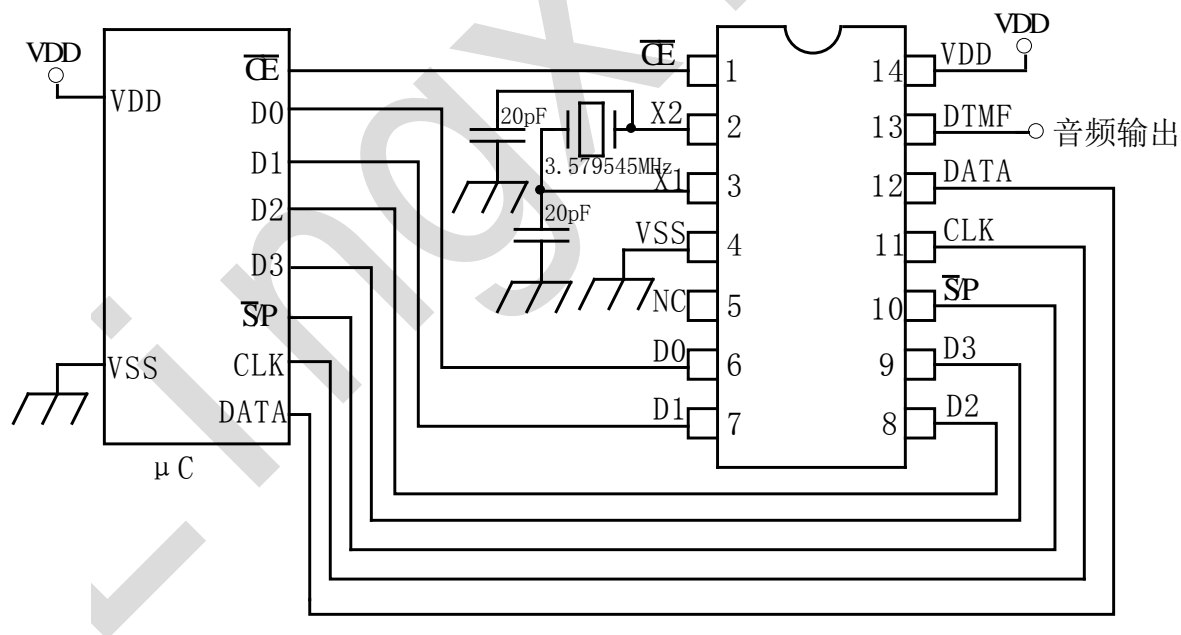 VDD
VDD
C̅E̅
D0
D1
D2
D3
S̅/P
CLK
DATA
VSS
μC
20pF
3.579545MHz
20pF
C̅E̅
X2
X1
VSS
NC
D0
D1
1
2
3
4
5
6
7
14
13
12
11
10
9
8
VDD
VDD
DTMF
音频输出
DATA
CLK
S̅/P
D3
D2
Lingx